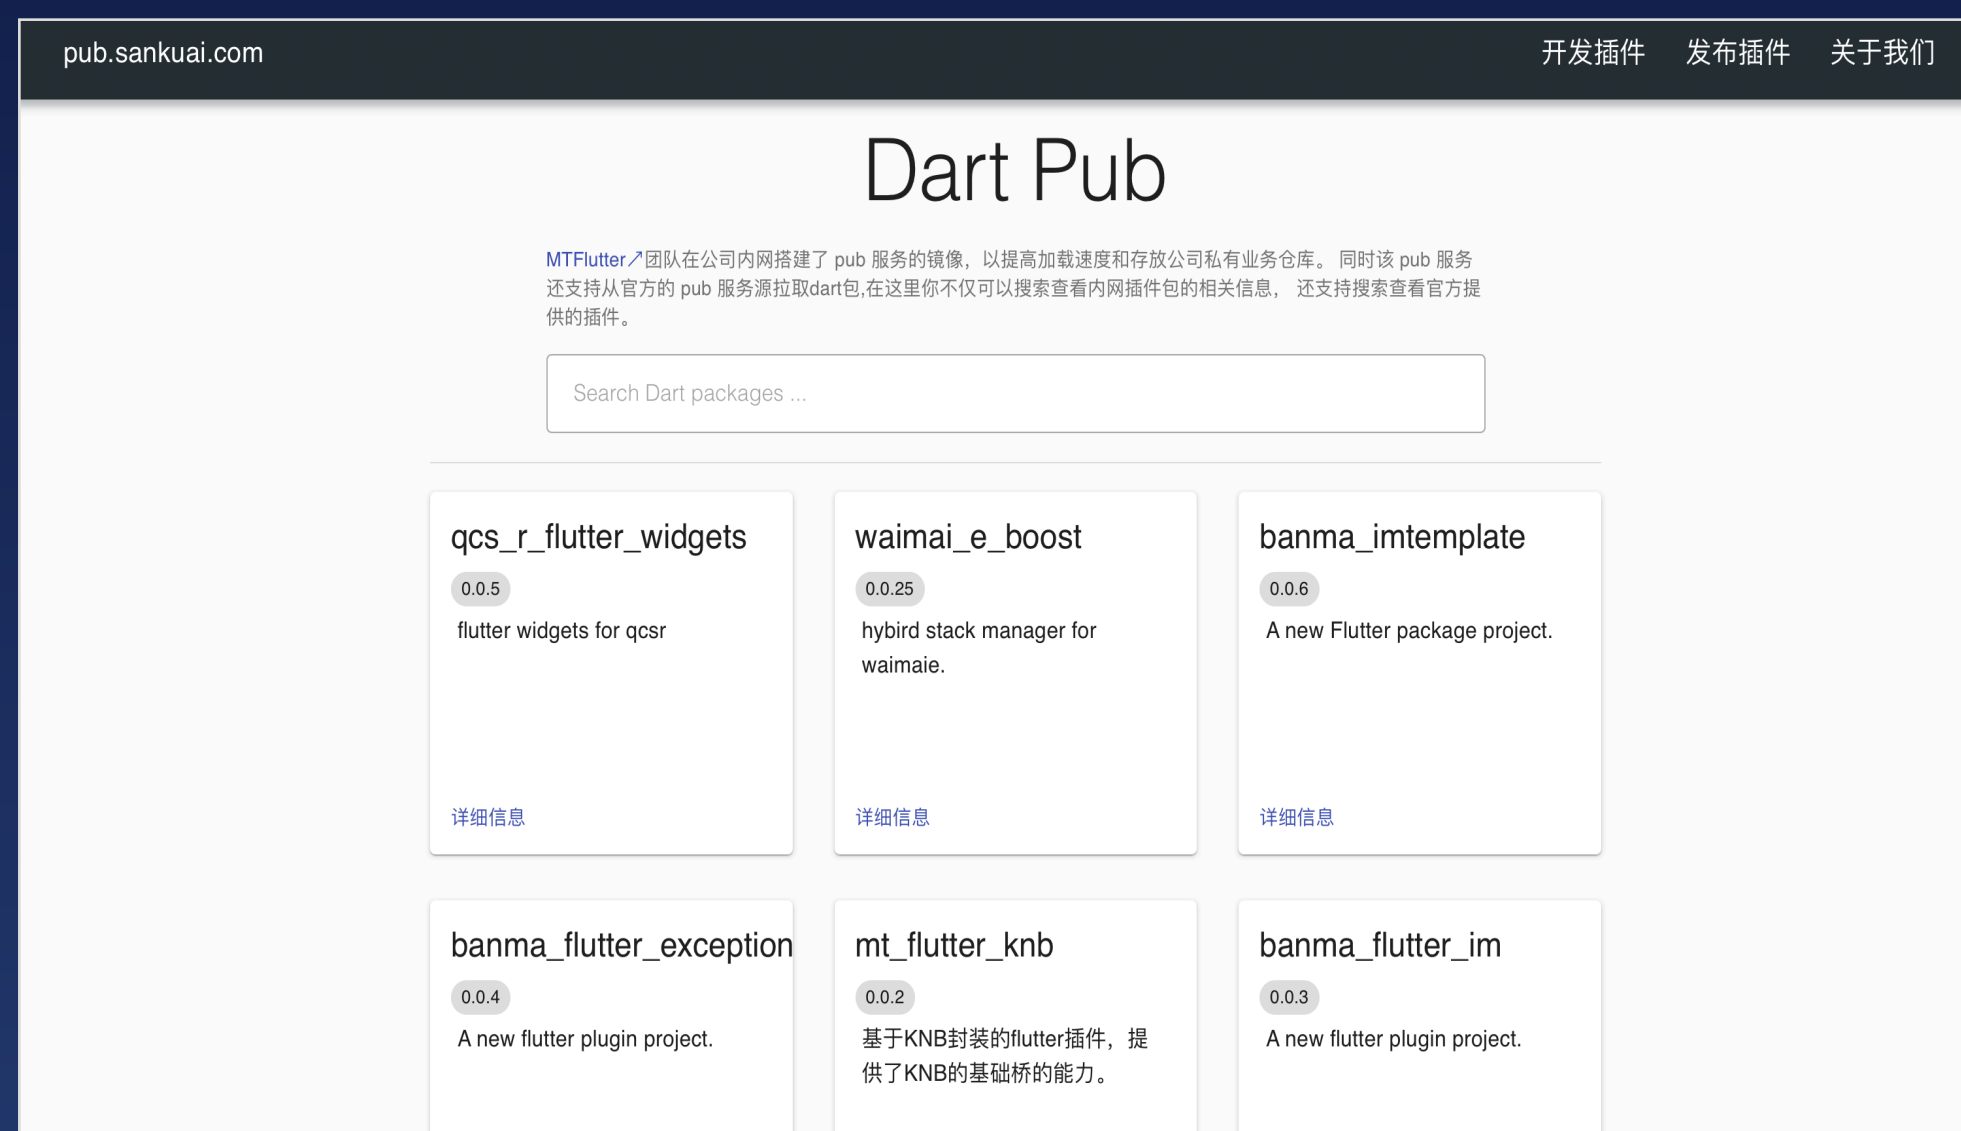 pub.sankuai.com
开发插件 发布插件 关于我们
Dart Pub
MTFlutter↗团队在公司内网搭建了 pub 服务的镜像，以提高加载速度和存放公司私有业务仓库。 同时该 pub 服务
还支持从官方的 pub 服务源拉取dart包,在这里你不仅可以搜索查看内网插件包的相关信息， 还支持搜索查看官方提
供的插件。
Search Dart packages ...
qcs_r_flutter_widgets
0.0.5
flutter widgets for qcsr
详细信息
waimai_e_boost
0.0.25
hybird stack manager for
waimaie.
详细信息
banma_imtemplate
0.0.6
A new Flutter package project.
详细信息
banma_flutter_exception
0.0.4
A new flutter plugin project.
mt_flutter_knb
0.0.2
基于KNB封装的flutter插件，提
供了KNB的基础桥的能力。
banma_flutter_im
0.0.3
A new flutter plugin project.